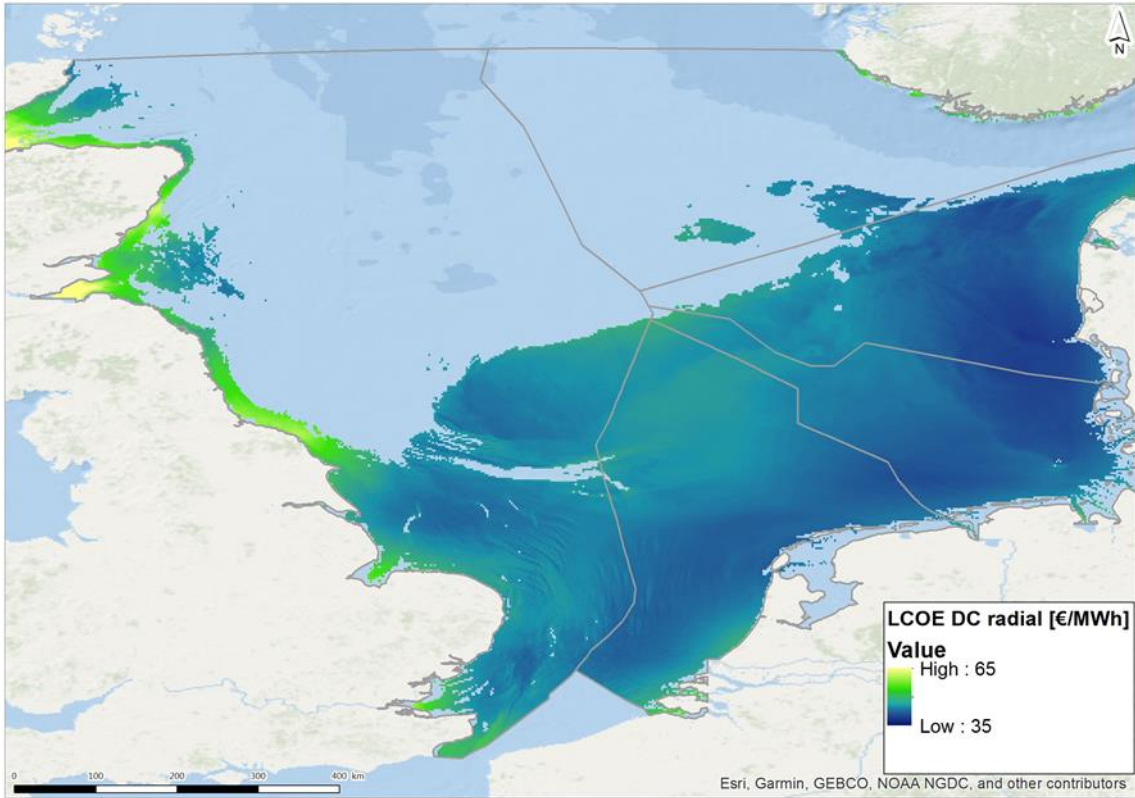 N
LCOE DC radial [€/MWh]
Value
High : 65
Low : 35
0 100 200 300 400 km
Esri, Garmin, GEBCO, NOAA NGDC, and other contributors